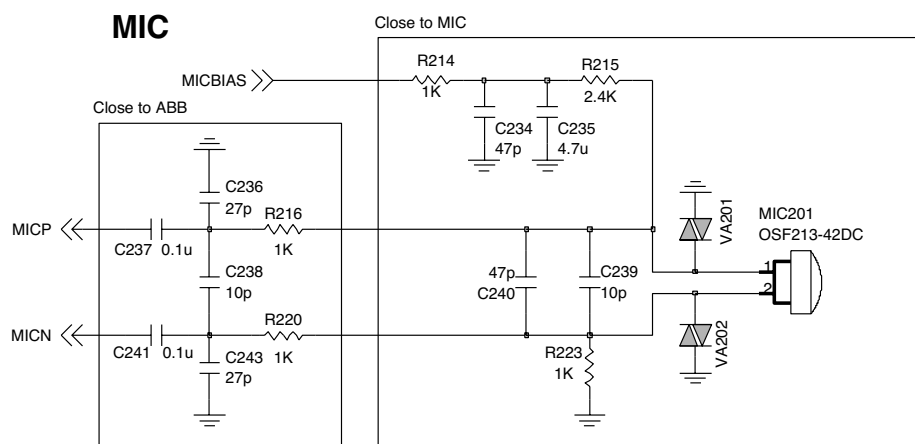 MIC
Close to MIC
R214
1K
R215
2.4K
MICBIAS
C234
47p
C235
4.7u
Close to ABB
C236
27p
R216
1K
MICP
C237
0.1u
C238
10p
47p
C240
C239
10p
VA201
MIC201
OSF213-42DC
1
2
MICN
C241
0.1u
R220
1K
C243
27p
R223
1K
VA202